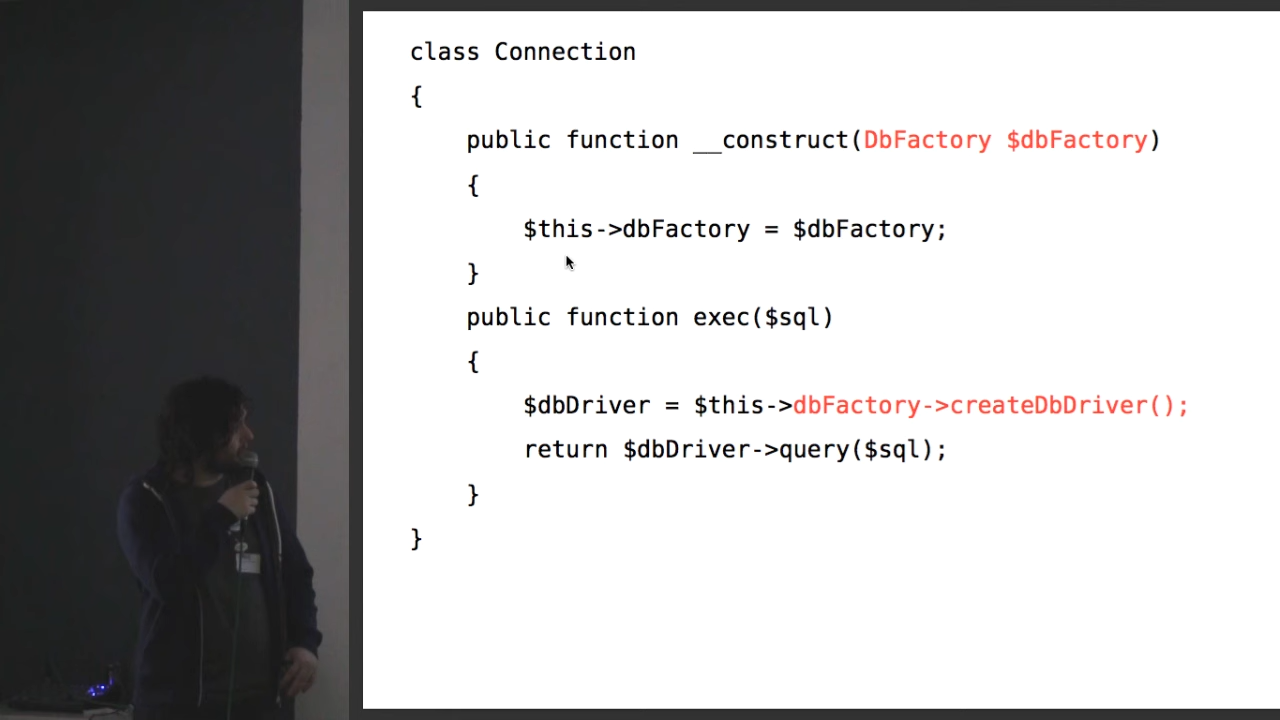 class Connection
{
    public function __construct(DbFactory $dbFactory)
    {
        $this->dbFactory = $dbFactory;
    }
    public function exec($sql)
    {
        $dbDriver = $this->dbFactory->createDbDriver();
        return $dbDriver->query($sql);
    }
}